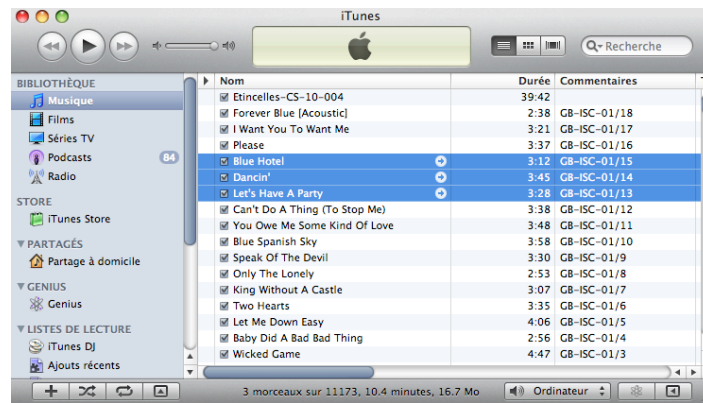 iTunes
Recherche
BIBLIOTHÈQUE
Musique
Films
Séries TV
Podcasts 84
Radio
STORE
iTunes Store
PARTAGÉS
Partage à domicile
GENIUS
Genius
LISTES DE LECTURE
iTunes DJ
Ajouts récents
Nom Durée Commentaires
Etincelles-CS-10-004 39:42
Forever Blue [Acoustic] 2:38 GB-ISC-01/18
I Want You To Want Me 3:21 GB-ISC-01/17
Please 3:37 GB-ISC-01/16
Blue Hotel 3:12 GB-ISC-01/15
Dancin' 3:45 GB-ISC-01/14
Let's Have A Party 3:28 GB-ISC-01/13
Can't Do A Thing (To Stop Me) 3:38 GB-ISC-01/12
You Owe Me Some Kind Of Love 3:48 GB-ISC-01/11
Blue Spanish Sky 3:58 GB-ISC-01/10
Speak Of The Devil 3:30 GB-ISC-01/9
Only The Lonely 2:53 GB-ISC-01/8
King Without A Castle 3:07 GB-ISC-01/7
Two Hearts 3:35 GB-ISC-01/6
Let Me Down Easy 4:06 GB-ISC-01/5
Baby Did A Bad Bad Thing 2:56 GB-ISC-01/4
Wicked Game 4:47 GB-ISC-01/3
3 morceaux sur 11173, 10.4 minutes, 16.7 Mo
Ordinateur